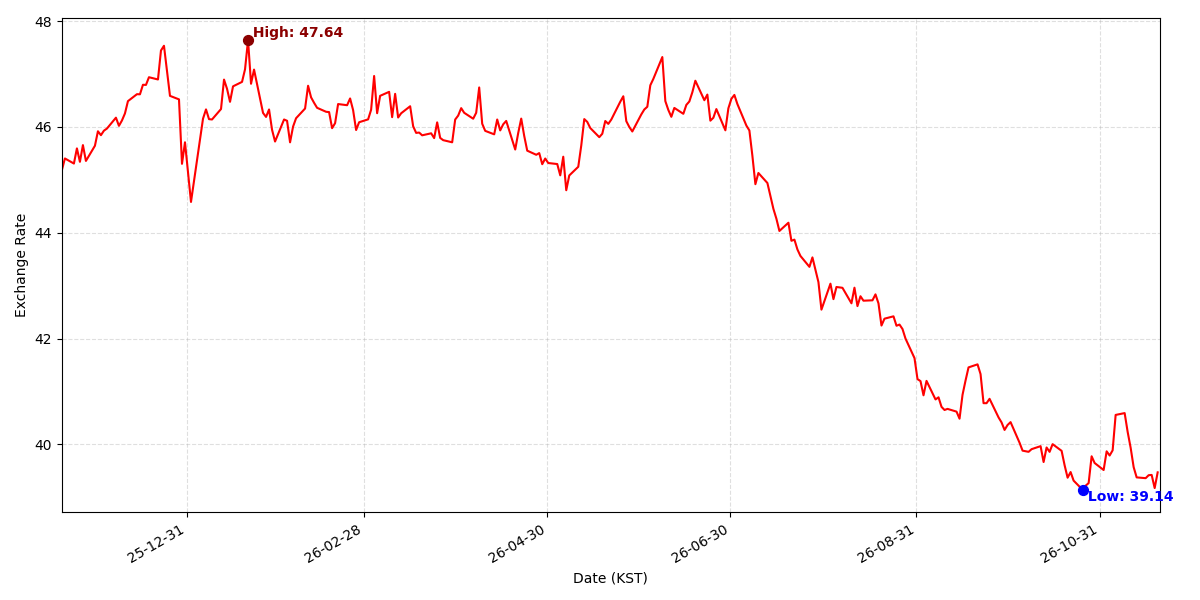 48
46
44
42
40
Exchange Rate
High: 47.64
Low: 39.14
25-12-31
26-02-28
26-04-30
26-06-30
26-08-31
26-10-31
Date (KST)